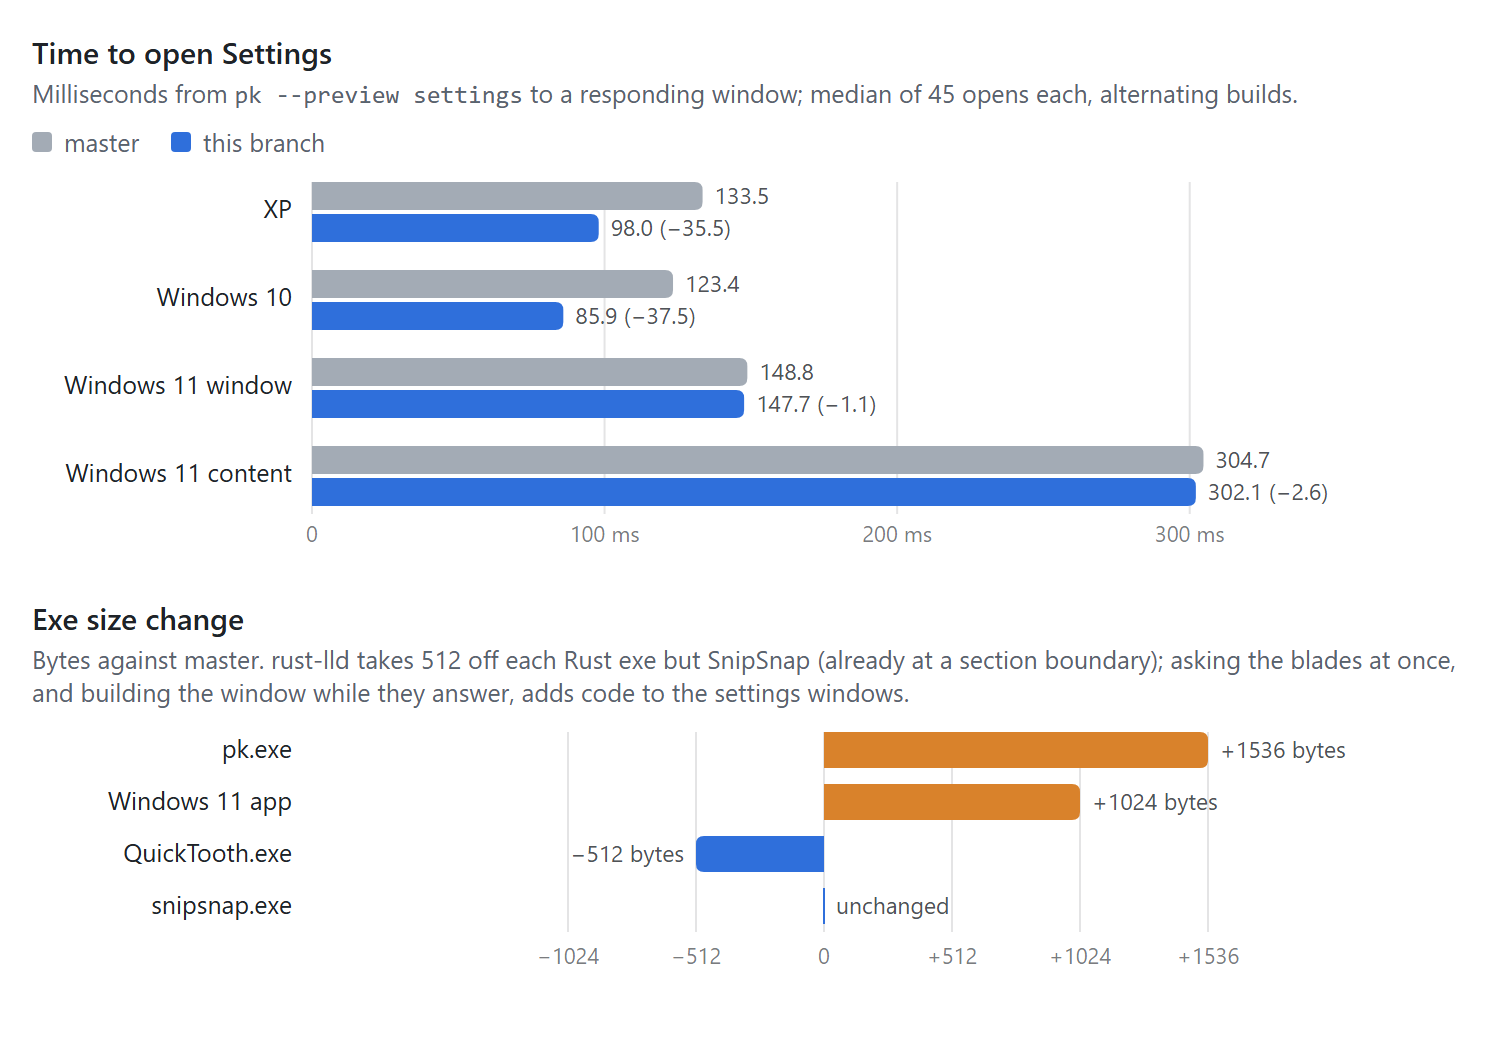 Time to open Settings
Milliseconds from pk --preview settings to a responding window; median of 45 opens each, alternating builds.
master this branch
133.5
XP
98.0 (−35.5)
123.4
Windows 10
85.9 (−37.5)
148.8
Windows 11 window
147.7 (−1.1)
304.7
Windows 11 content
302.1 (−2.6)
0 100 ms 200 ms 300 ms
Exe size change
Bytes against master. rust-lld takes 512 off each Rust exe but SnipSnap (already at a section boundary); asking the blades at once,
and building the window while they answer, adds code to the settings windows.
pk.exe +1536 bytes
Windows 11 app +1024 bytes
QuickTooth.exe −512 bytes
snipsnap.exe unchanged
−1024 −512 0 +512 +1024 +1536